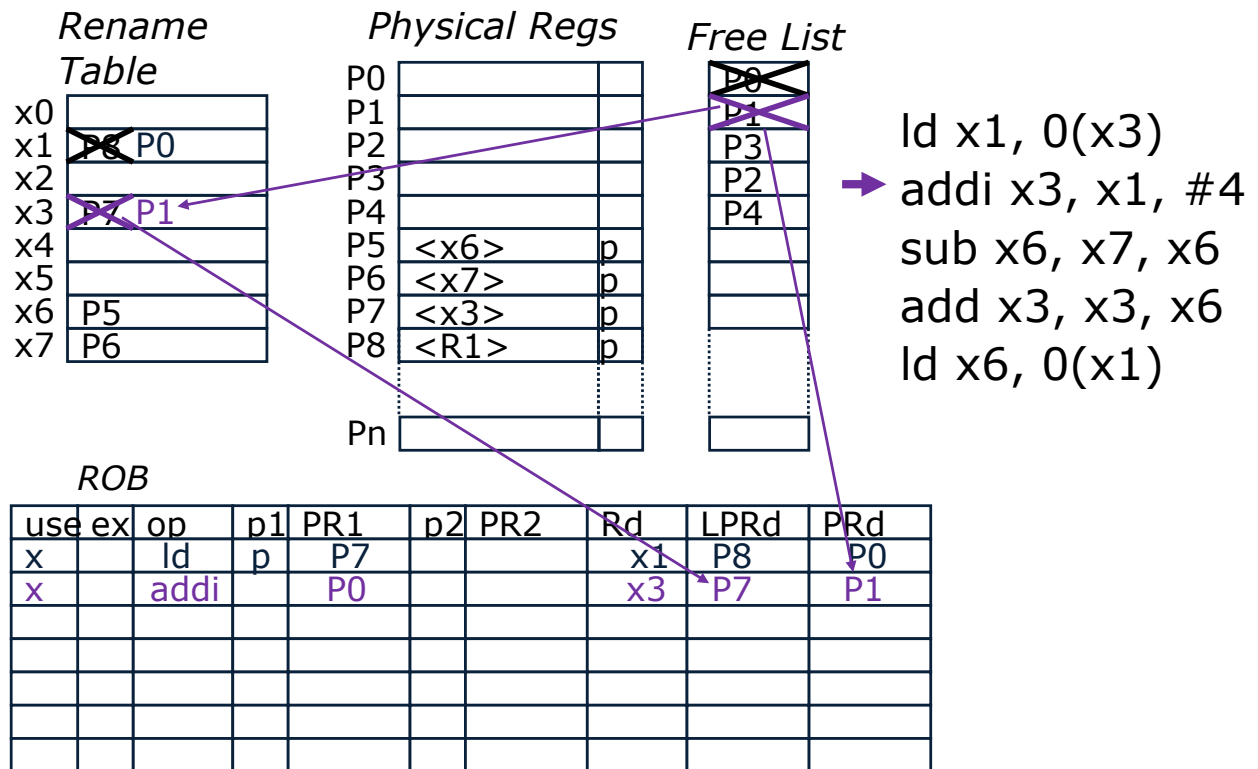 Rename Table
x0
x1 P8 P0
x2
x3 P7 P1
x4
x5
x6 P5
x7 P6
Physical Regs
P0
P1
P2
P3
P4
P5 <x6> p
P6 <x7> p
P7 <x3> p
P8 <R1> p
Pn
Free List
P0
P1
P3
P2
P4
ld x1, 0(x3)
addi x3, x1, #4
sub x6, x7, x6
add x3, x3, x6
ld x6, 0(x1)
ROB
use ex op p1 PR1 p2 PR2 Rd LPRd PRd
x ld p P7 x1 P8 P0
x addi P0 x3 P7 P1